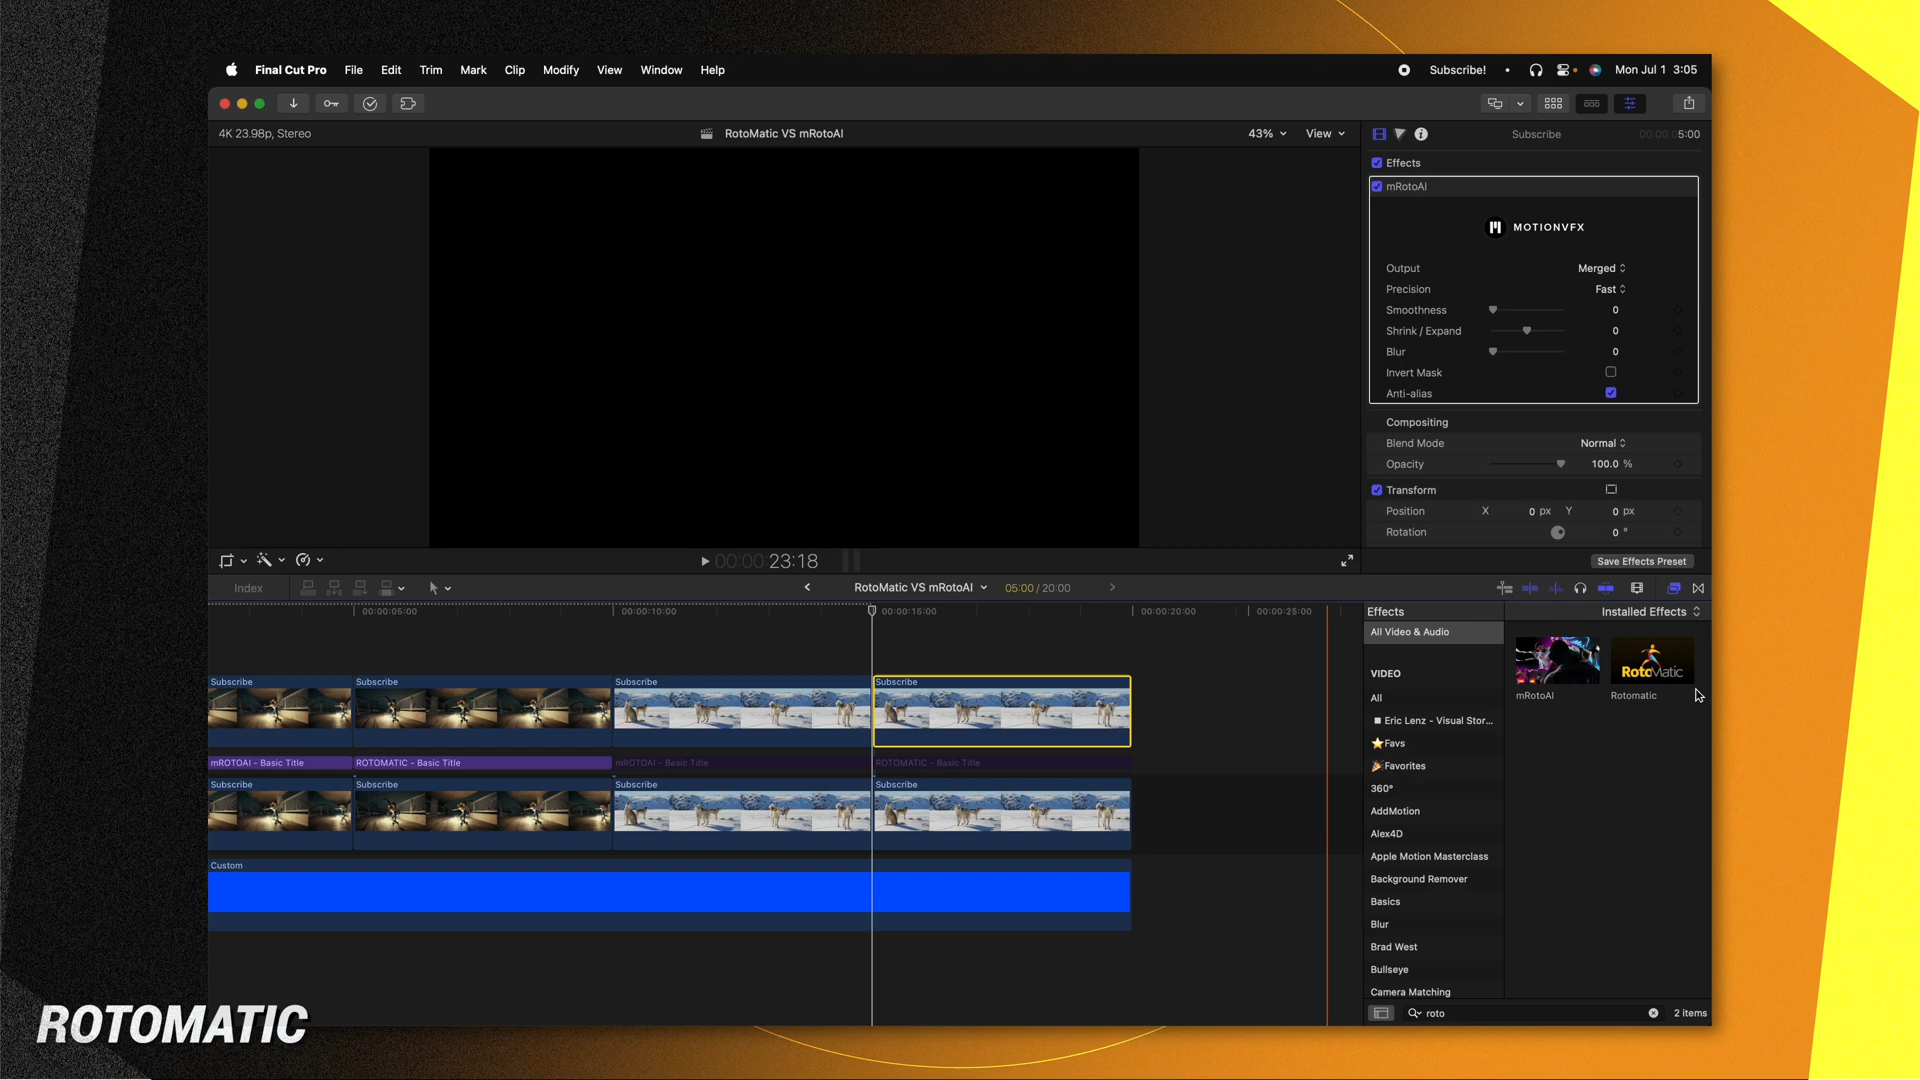 Final Cut Pro File Edit Trim Mark Clip Modify View Window Help
Subscribe! Mon Jul 1 3:05
4K 23.98p, Stereo
RotoMatic VS mRotoAI
43% View
Subscribe
00:00:05:00
Effects
mRotoAI
MOTIONVFX
Output Merged
Precision Fast
Smoothness 0
Shrink / Expand 0
Blur 0
Invert Mask
Anti-alias
Compositing
Blend Mode Normal
Opacity 100.0 %
Transform
Position X 0 px Y 0 px
Rotation 0 °
Save Effects Preset
00:00:23:18
Index
RotoMatic VS mRotoAI
05:00 / 20:00
00:00:05:00 00:00:10:00 00:00:15:00 00:00:20:00 00:00:25:00
Subscribe Subscribe Subscribe Subscribe
mROTOAI - Basic Title ROTOMATIC - Basic Title mROTOAI - Basic Title ROTOMATIC - Basic Title
Subscribe Subscribe Subscribe Subscribe
Custom
Effects
Installed Effects
All Video & Audio
VIDEO
All
Eric Lenz - Visual Stor...
Favs
Favorites
360°
AddMotion
Alex4D
Apple Motion Masterclass
Background Remover
Basics
Blur
Brad West
Bullseye
Camera Matching
RotoMatic
mRotoAI Rotomatic
roto
2 items
ROTOMATIC